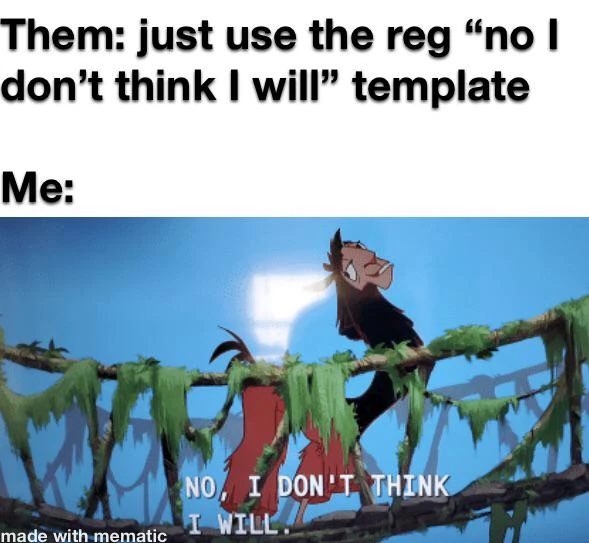 Them: just use the reg “no I
don’t think I will” template
Me:
NO, I DON'T THINK
I WILL.
made with mematic